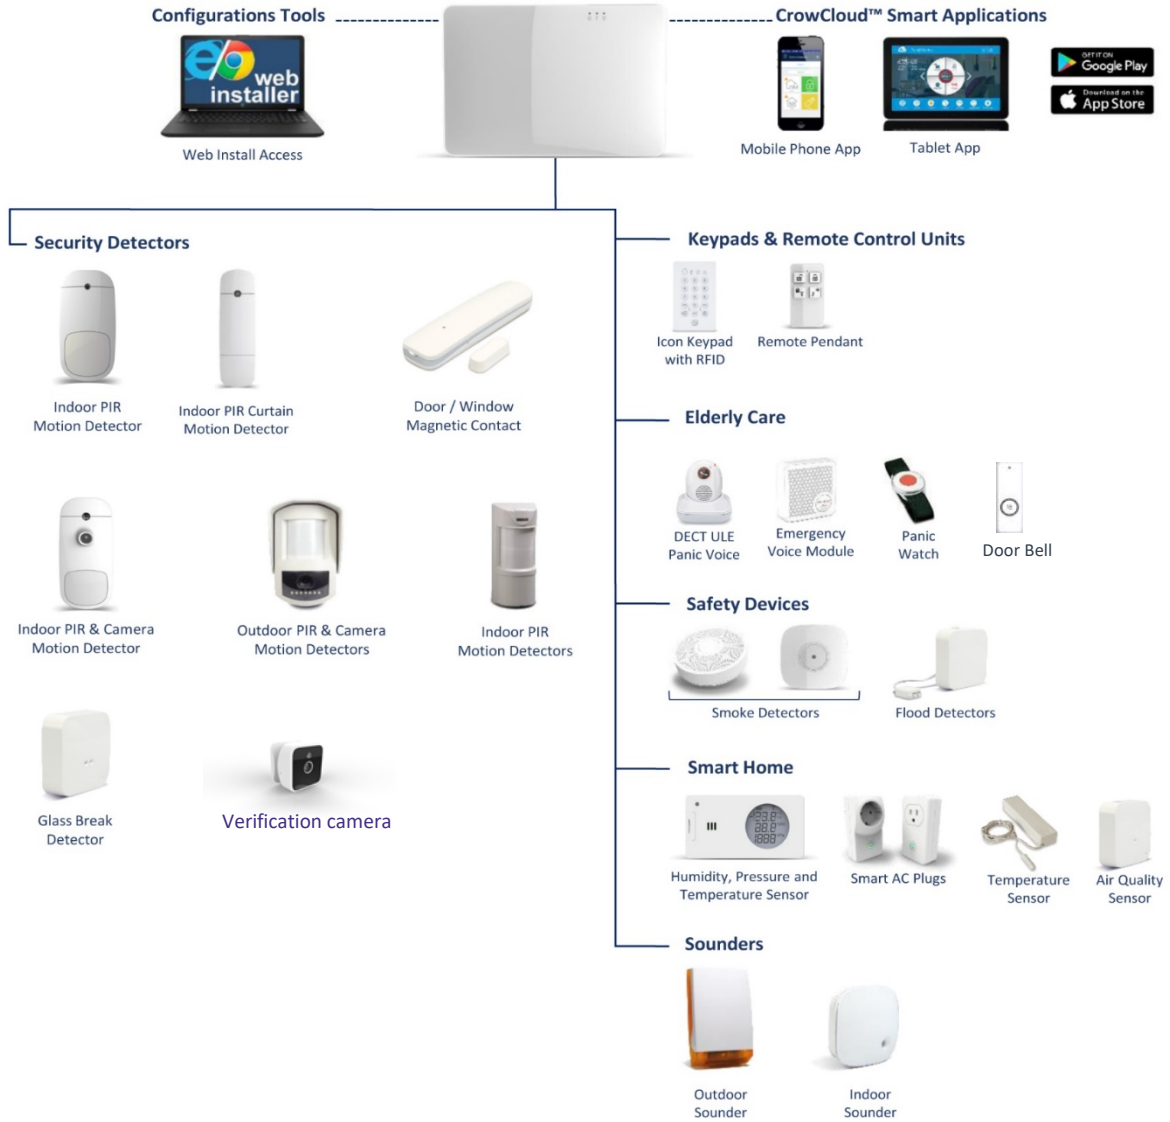 Configurations Tools
CrowCloud™ Smart Applications
web
installer
Web Install Access
Mobile Phone App
Tablet App
GET IT ON
Google Play
Download on the
App Store
Security Detectors
Indoor PIR
Motion Detector
Indoor PIR Curtain
Motion Detector
Door / Window
Magnetic Contact
Indoor PIR & Camera
Motion Detector
Outdoor PIR & Camera
Motion Detectors
Indoor PIR
Motion Detectors
Glass Break
Detector
Verification camera
Keypads & Remote Control Units
Icon Keypad
with RFID
Remote Pendant
Elderly Care
DECT ULE
Panic Voice
Emergency
Voice Module
Panic
Watch
Door Bell
Safety Devices
Smoke Detectors
Flood Detectors
Smart Home
Humidity, Pressure and
Temperature Sensor
Smart AC Plugs
Temperature
Sensor
Air Quality
Sensor
Sounders
Outdoor
Sounder
Indoor
Sounder